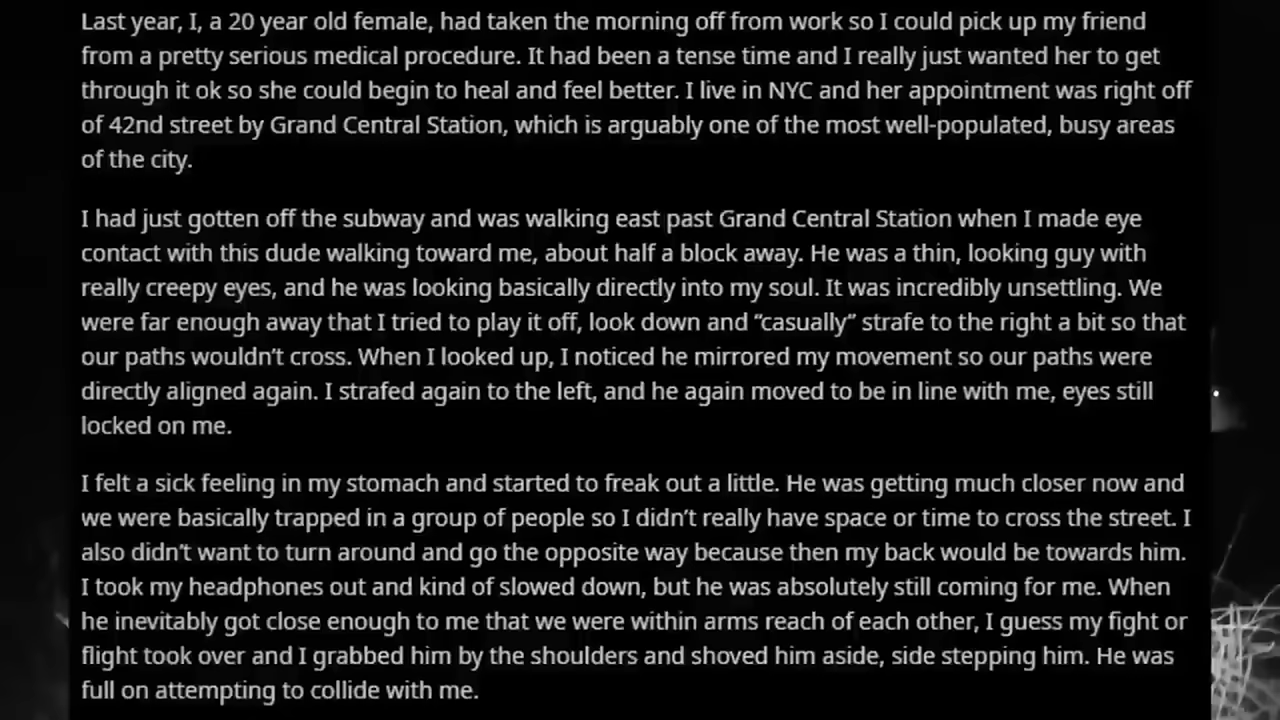 Last year, I, a 20 year old female, had taken the morning off from work so I could pick up my friend
from a pretty serious medical procedure. It had been a tense time and I really just wanted her to get
through it ok so she could begin to heal and feel better. I live in NYC and her appointment was right off
of 42nd street by Grand Central Station, which is arguably one of the most well-populated, busy areas
of the city.
I had just gotten off the subway and was walking east past Grand Central Station when I made eye
contact with this dude walking toward me, about half a block away. He was a thin, looking guy with
really creepy eyes, and he was looking basically directly into my soul. It was incredibly unsettling. We
were far enough away that I tried to play it off, look down and “casually” strafe to the right a bit so that
our paths wouldn’t cross. When I looked up, I noticed he mirrored my movement so our paths were
directly aligned again. I strafed again to the left, and he again moved to be in line with me, eyes still
locked on me.
I felt a sick feeling in my stomach and started to freak out a little. He was getting much closer now and
we were basically trapped in a group of people so I didn’t really have space or time to cross the street. I
also didn’t want to turn around and go the opposite way because then my back would be towards him.
I took my headphones out and kind of slowed down, but he was absolutely still coming for me. When
he inevitably got close enough to me that we were within arms reach of each other, I guess my fight or
flight took over and I grabbed him by the shoulders and shoved him aside, side stepping him. He was
full on attempting to collide with me.